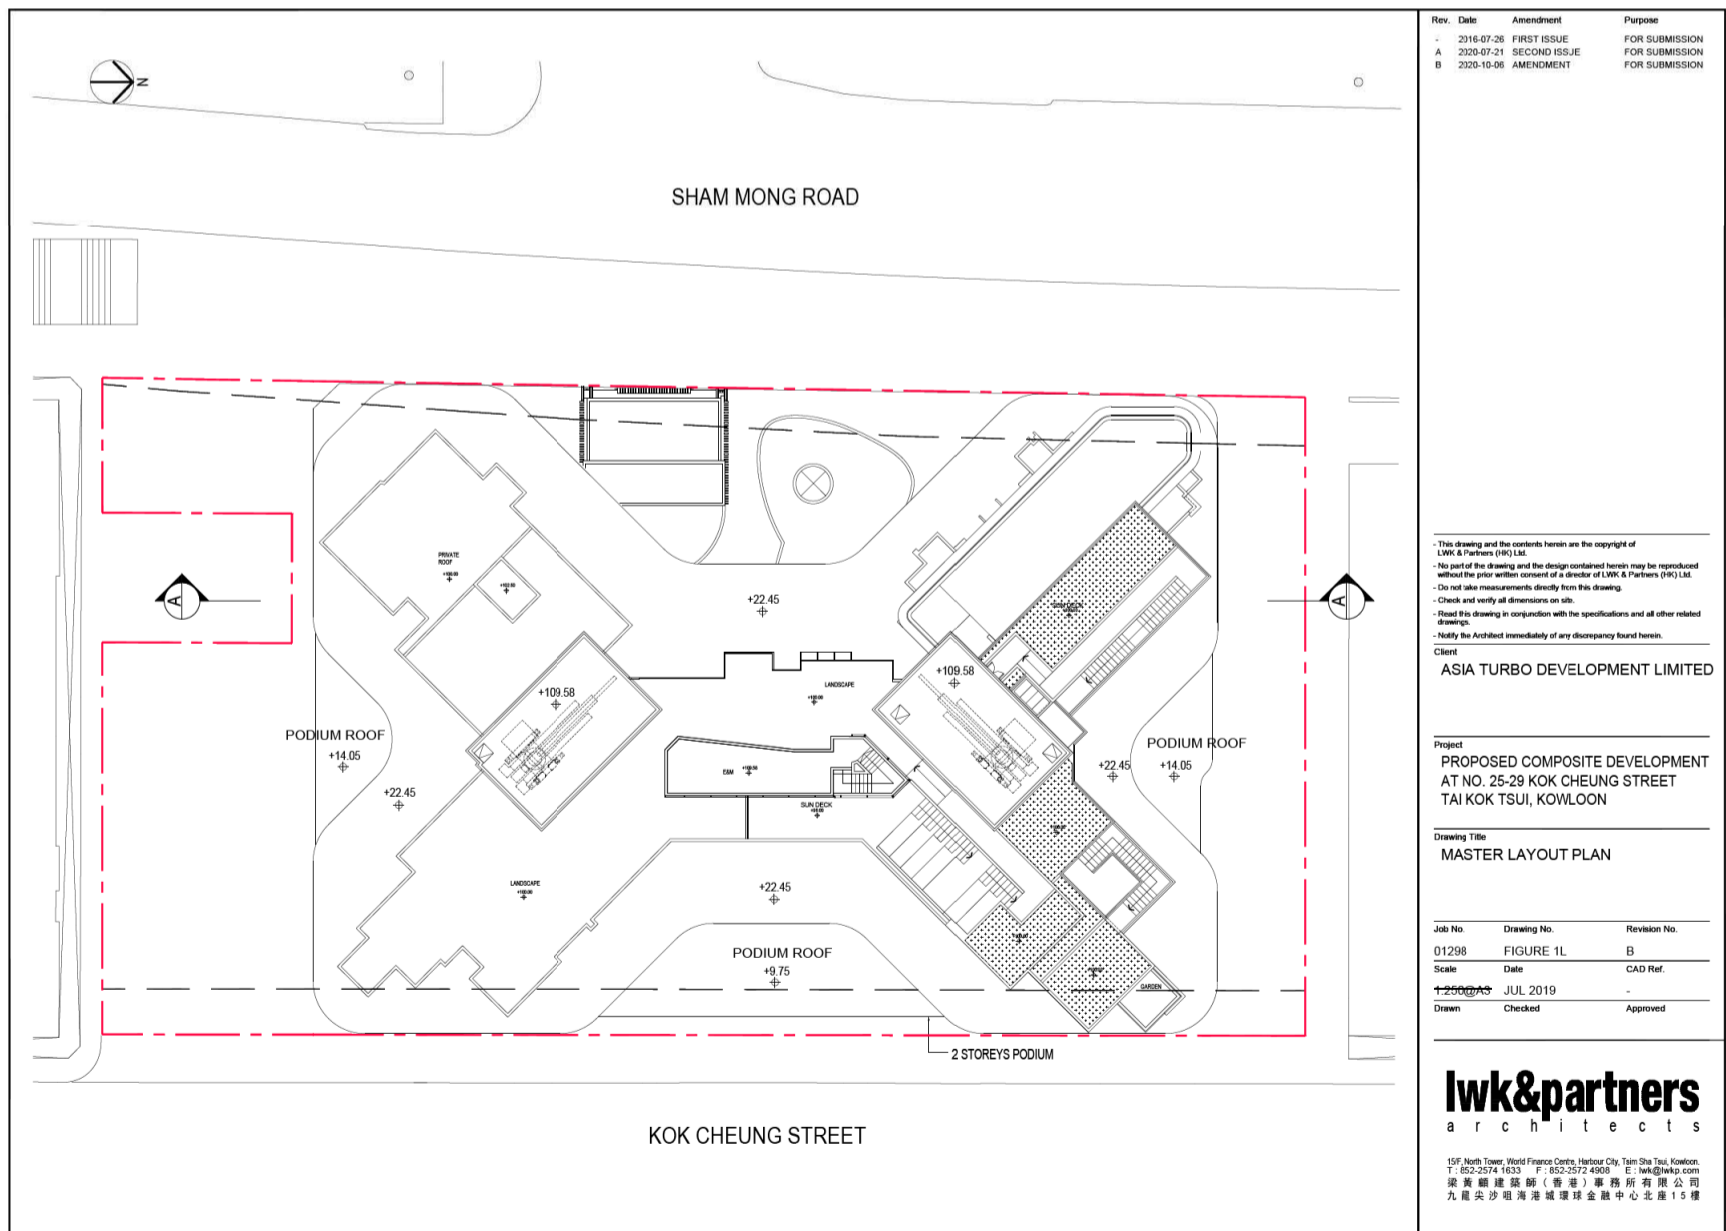 N
SHAM MONG ROAD
PRIVATE
ROOF
+22.45
A
A
SUN DECK
+109.58
+109.58
LANDSCAPE
PODIUM ROOF
+14.05
PODIUM ROOF
+14.05
+22.45
+22.45
E&M
SUN DECK
LANDSCAPE
+22.45
PODIUM ROOF
+9.75
GARDEN
2 STOREYS PODIUM
KOK CHEUNG STREET
Rev. Date Amendment Purpose
- 2016-07-26 FIRST ISSUE FOR SUBMISSION
A 2020-07-21 SECOND ISSUE FOR SUBMISSION
B 2020-10-06 AMENDMENT FOR SUBMISSION
- This drawing and the contents herein are the copyright of
LWK & Partners (HK) Ltd.
- No part of the drawing and the design contained herein may be reproduced
without the prior written consent of a director of LWK & Partners (HK) Ltd.
- Do not take measurements directly from this drawing.
- Check and verify all dimensions on site.
- Read this drawing in conjunction with the specifications and all other related
drawings.
- Notify the Architect immediately of any discrepancy found herein.
Client
ASIA TURBO DEVELOPMENT LIMITED
Project
PROPOSED COMPOSITE DEVELOPMENT
AT NO. 25-29 KOK CHEUNG STREET
TAI KOK TSUI, KOWLOON
Drawing Title
MASTER LAYOUT PLAN
Job No. Drawing No. Revision No.
01298 FIGURE 1L B
Scale Date CAD Ref.
1:250@A3 JUL 2019 -
Drawn Checked Approved
lwk&partners
architects
15/F, North Tower, World Finance Centre, Harbour City, Tsim Sha Tsui, Kowloon.
T : 852-2574 1633 F : 852-2572 4908 E : lwk@lwkp.com
梁黃顧建築師（香港）事務所有限公司
九龍尖沙咀海港城環球金融中心北座15樓